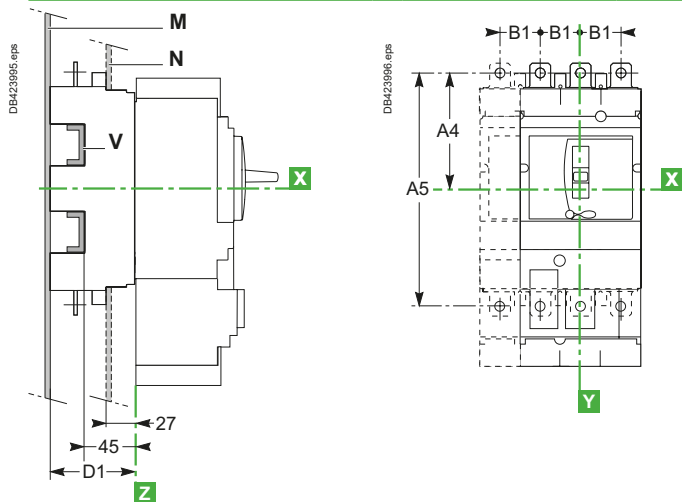 DB423995.eps
M
N
V
X
27
45
D1
Z
DB423996.eps
B1 B1 B1
A4
A5
X
Y